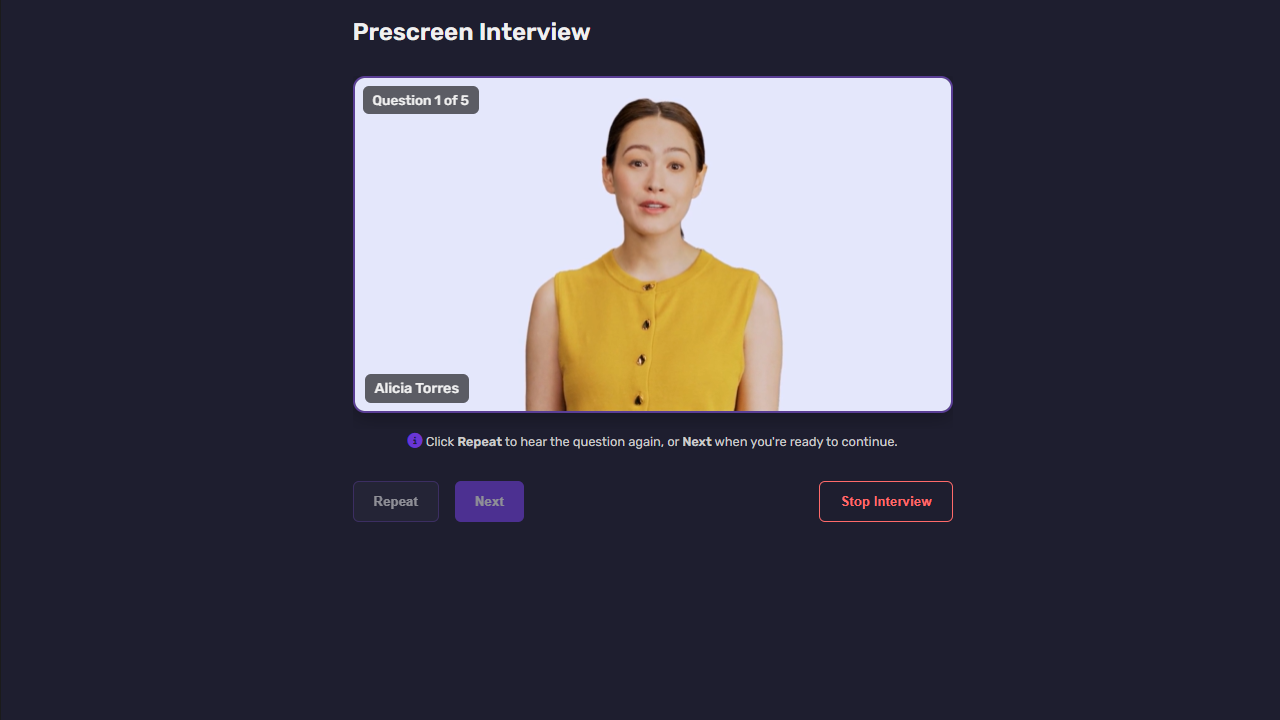 Prescreen Interview
Question 1 of 5
Alicia Torres
Click Repeat to hear the question again, or Next when you're ready to continue.
Repeat
Next
Stop Interview